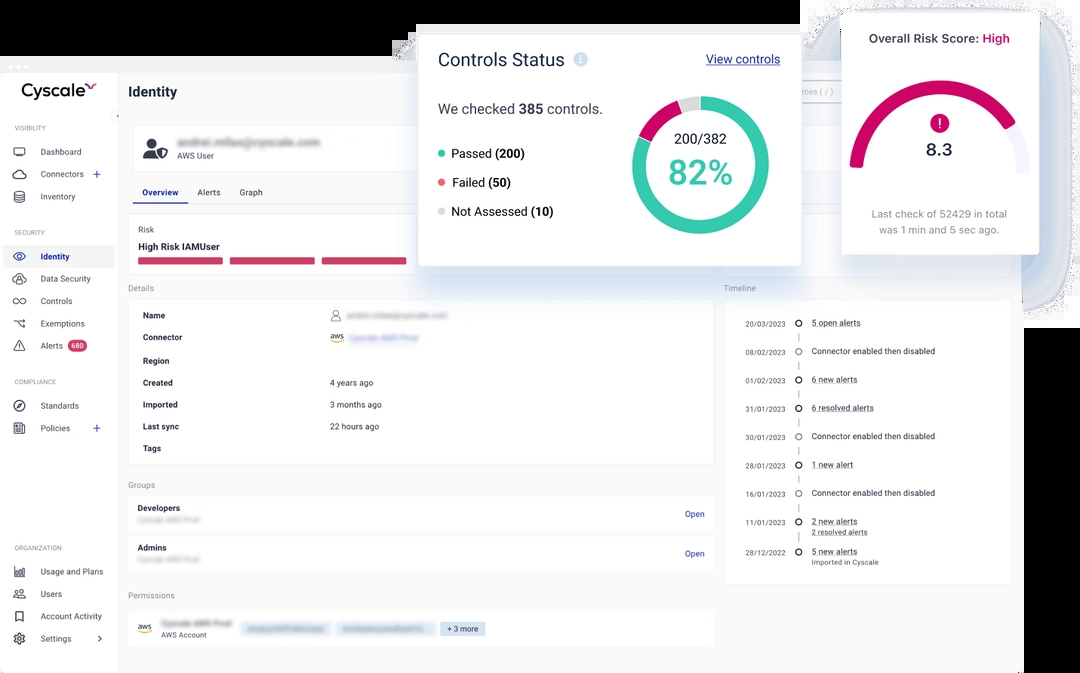 Cyscale
VISIBILITY
Dashboard
Connectors +
Inventory
SECURITY
Identity
Data Security
Controls
Exemptions
Alerts 680
COMPLIANCE
Standards
Policies +
ORGANIZATION
Usage and Plans
Users
Account Activity
Settings
Identity
rces ( / )
AWS User
Overview Alerts Graph
Risk
High Risk IAMUser
Controls Status i View controls
We checked 385 controls.
Passed (200)
Failed (50)
Not Assessed (10)
200/382
82%
Overall Risk Score: High
!
8.3
Last check of 52429 in total
was 1 min and 5 sec ago.
Details
Name
Connector aws
Region
Created 4 years ago
Imported 3 months ago
Last sync 22 hours ago
Tags
Groups
Developers
Open
Admins
Open
Permissions
aws
AWS Account
+ 3 more
Timeline
20/03/2023 5 open alerts
08/02/2023 Connector enabled then disabled
01/02/2023 6 new alerts
31/01/2023 6 resolved alerts
30/01/2023 Connector enabled then disabled
28/01/2023 1 new alert
16/01/2023 Connector enabled then disabled
11/01/2023 2 new alerts
2 resolved alerts
28/12/2022 5 new alerts
Imported in Cyscale